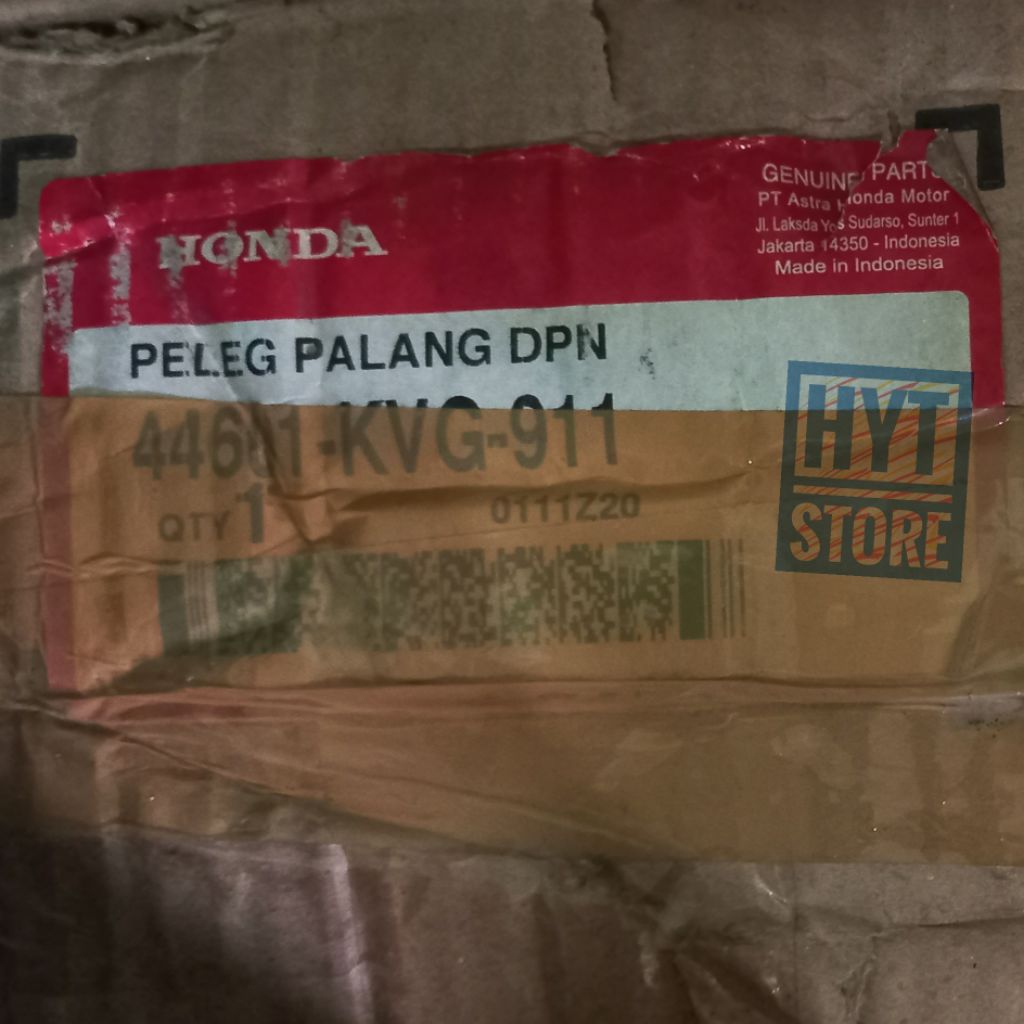 HONDA
GENUINE PARTS
PT Astra Honda Motor
Jl. Laksda Yos Sudarso, Sunter 1
Jakarta 14350 - Indonesia
Made in Indonesia
PELEG PALANG DPN
44601-KVG-911
QTY 1
0111Z20
HYT
STORE